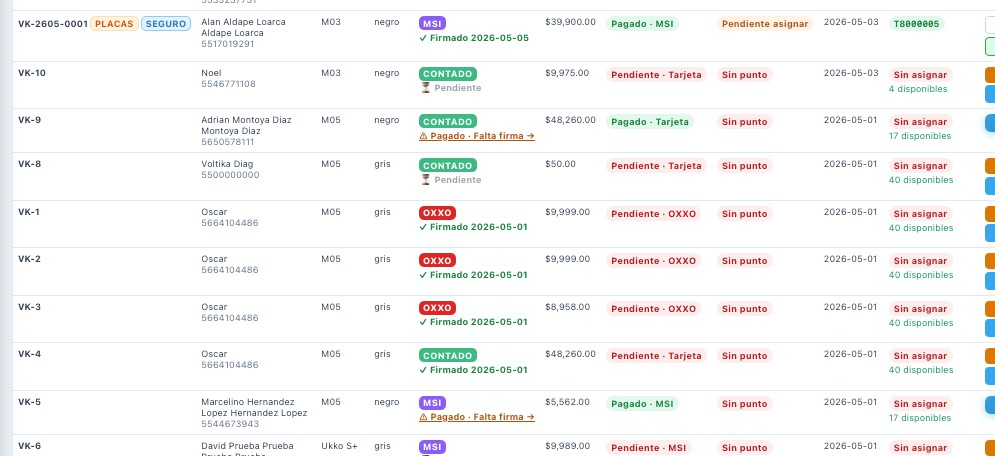 VK-2605-0001 PLACAS SEGURO Alan Aldape Loarca M03 negro MSI $39,900.00 Pagado · MSI Pendiente asignar 2026-05-03 T8000005
Aldape Loarca ✓ Firmado 2026-05-05
5517019291
VK-10 Noel M03 negro CONTADO $9,975.00 Pendiente · Tarjeta Sin punto 2026-05-03 Sin asignar
5546771108 ⏳ Pendiente 4 disponibles
VK-9 Adrian Montoya Diaz M05 negro CONTADO $48,260.00 Pagado · Tarjeta Sin punto 2026-05-01 Sin asignar
Montoya Diaz ⚠ Pagado · Falta firma → 17 disponibles
5650578111
VK-8 Voltika Diag M05 gris CONTADO $50.00 Pendiente · Tarjeta Sin punto 2026-05-01 Sin asignar
5500000000 ⏳ Pendiente 40 disponibles
VK-1 Oscar M05 gris OXXO $9,999.00 Pendiente · OXXO Sin punto 2026-05-01 Sin asignar
5664104486 ✓ Firmado 2026-05-01 40 disponibles
VK-2 Oscar M05 gris OXXO $9,999.00 Pendiente · OXXO Sin punto 2026-05-01 Sin asignar
5664104486 ✓ Firmado 2026-05-01 40 disponibles
VK-3 Oscar M05 gris OXXO $8,958.00 Pendiente · OXXO Sin punto 2026-05-01 Sin asignar
5664104486 ✓ Firmado 2026-05-01 40 disponibles
VK-4 Oscar M05 gris CONTADO $48,260.00 Pendiente · Tarjeta Sin punto 2026-05-01 Sin asignar
5664104486 ✓ Firmado 2026-05-01 40 disponibles
VK-5 Marcelino Hernandez M05 negro MSI $5,562.00 Pagado · MSI Sin punto 2026-05-01 Sin asignar
Lopez Hernandez Lopez ⚠ Pagado · Falta firma → 17 disponibles
5544673943
VK-6 David Prueba Prueba Ukko S+ gris MSI $9,989.00 Pendiente · MSI Sin punto 2026-05-01 Sin asignar